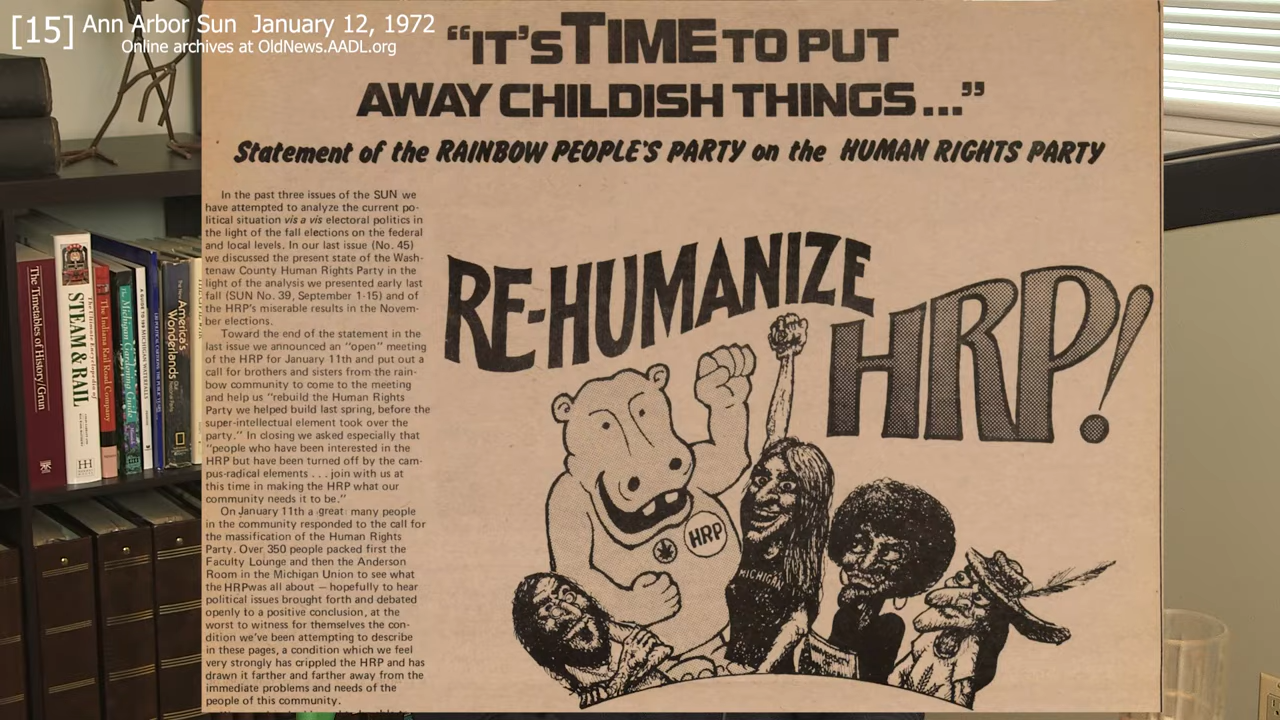 [15] Ann Arbor Sun January 12, 1972
Online archives at OldNews.AADL.org
“IT’S TIME TO PUT
AWAY CHILDISH THINGS...”
Statement of the RAINBOW PEOPLE’S PARTY on the HUMAN RIGHTS PARTY
In the past three issues of the SUN we
have attempted to analyze the current po-
litical situation vis a vis electoral politics in
the light of the fall elections on the federal
and local levels. In our last issue (No. 45)
we discussed the present state of the Wash-
tenaw County Human Rights Party in the
light of the analysis we presented early last
fall (SUN No. 39, September 1-15) and of
the HRP’s miserable results in the Novem-
ber elections.
Toward the end of the statement in the
last issue we announced an “open” meeting
of the HRP for January 11th and put out a
call for brothers and sisters from the rain-
bow community to come to the meeting
and help us “rebuild the Human Rights
Party we helped build last spring, before the
super-intellectual element took over the
party.” In closing we asked especially that
“people who have been interested in the
HRP but have been turned off by the cam-
pus-radical elements . . . join with us at
this time in making the HRP what our
community needs it to be.”
On January 11th a great many people
in the community responded to the call for
the massification of the Human Rights
Party. Over 350 people packed first the
Faculty Lounge and then the Anderson
Room in the Michigan Union to see what
the HRPwas all about — hopefully to hear
political issues brought forth and debated
openly to a positive conclusion, at the
worst to witness for themselves the con-
dition we’ve been attempting to describe
in these pages, a condition which we feel
very strongly has crippled the HRP and has
drawn it farther and farther away from the
immediate problems and needs of the
people of this community.
RE-HUMANIZE
HRP!
HRP
MICHIGAN
The Timetables of History/Grun
STEAM & RAIL
The Indiana Rail Road Company
The Michigan Gardening Guide
A GUIDE TO 199 MICHIGAN WATERFALLS
America's
Wonderlands